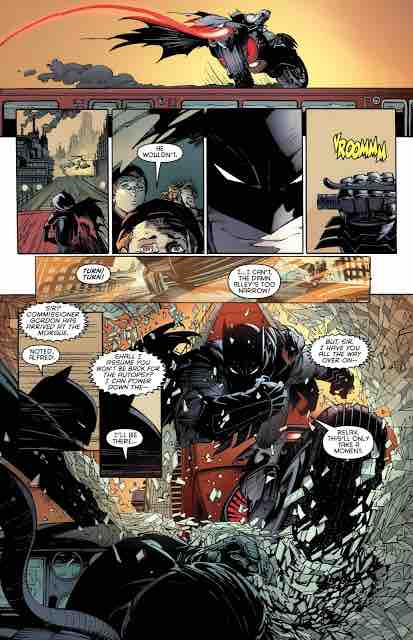 HE
WOULDN'T.
VROOMMM
TURN!
TURN!
I... I CAN'T,
THE DAMN
ALLEY'S TOO
NARROW!
SIR?
COMMISSIONER
GORDON HAS
ARRIVED AT THE
MORGUE.
NOTED,
ALFRED.
SHALL I
ASSUME YOU
WON'T BE BACK FOR
THE AUTOPSY?
I CAN POWER
DOWN THE--
I'LL BE
THERE...
BUT, SIR,
I HAVE YOU
ALL THE WAY
OVER ON--
RELAX.
THIS'LL ONLY
TAKE A
MOMENT.